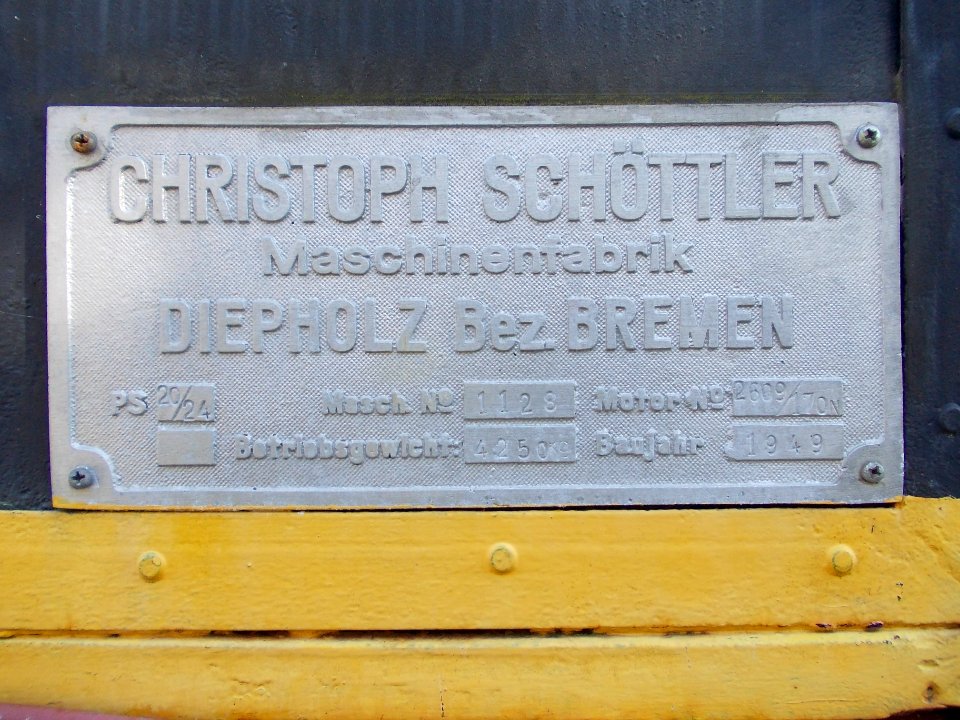 CHRISTOPH SCHÖTTLER
Maschinenfabrik
DIEPHOLZ Bez. BREMEN
PS 20/24 Masch. No 1128 Motor No 2609/170N
Betriebsgewicht: 4250 Baujahr 1949